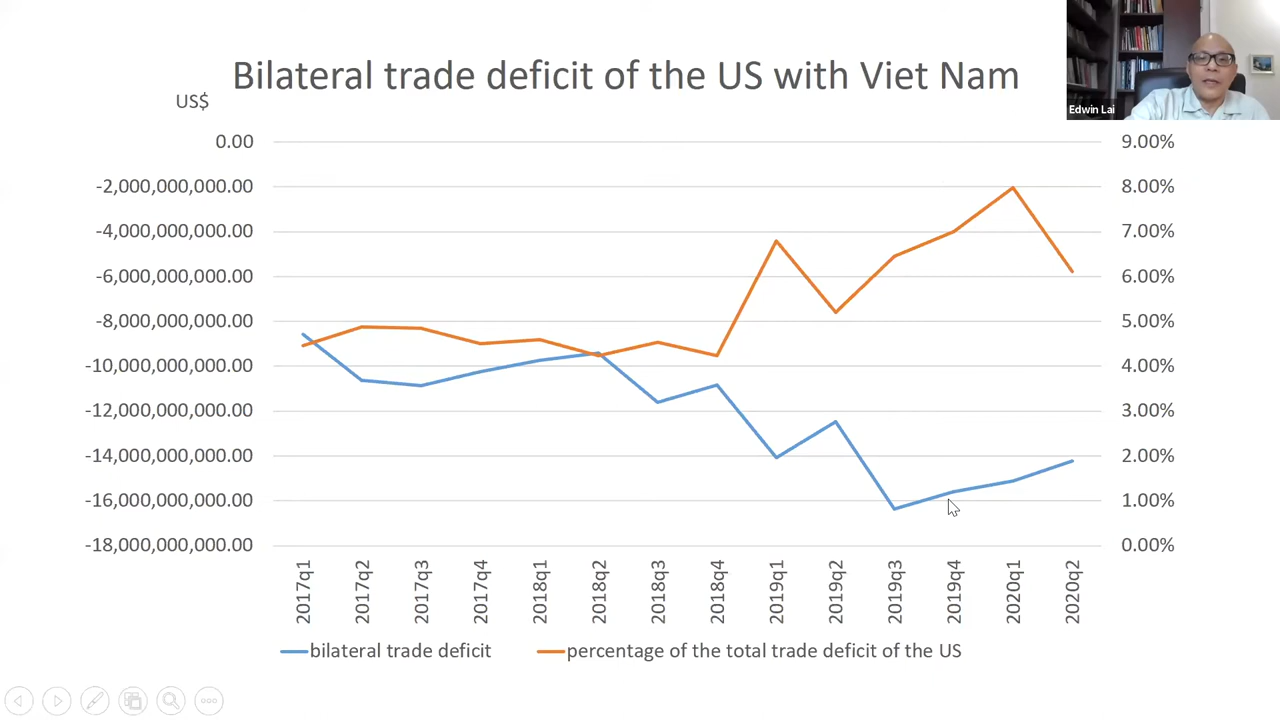 Bilateral trade deficit of the US with Viet Nam
US$
Edwin Lai
0.00
-2,000,000,000.00
-4,000,000,000.00
-6,000,000,000.00
-8,000,000,000.00
-10,000,000,000.00
-12,000,000,000.00
-14,000,000,000.00
-16,000,000,000.00
-18,000,000,000.00
9.00%
8.00%
7.00%
6.00%
5.00%
4.00%
3.00%
2.00%
1.00%
0.00%
2017q1
2017q2
2017q3
2017q4
2018q1
2018q2
2018q3
2018q4
2019q1
2019q2
2019q3
2019q4
2020q1
2020q2
bilateral trade deficit
percentage of the total trade deficit of the US